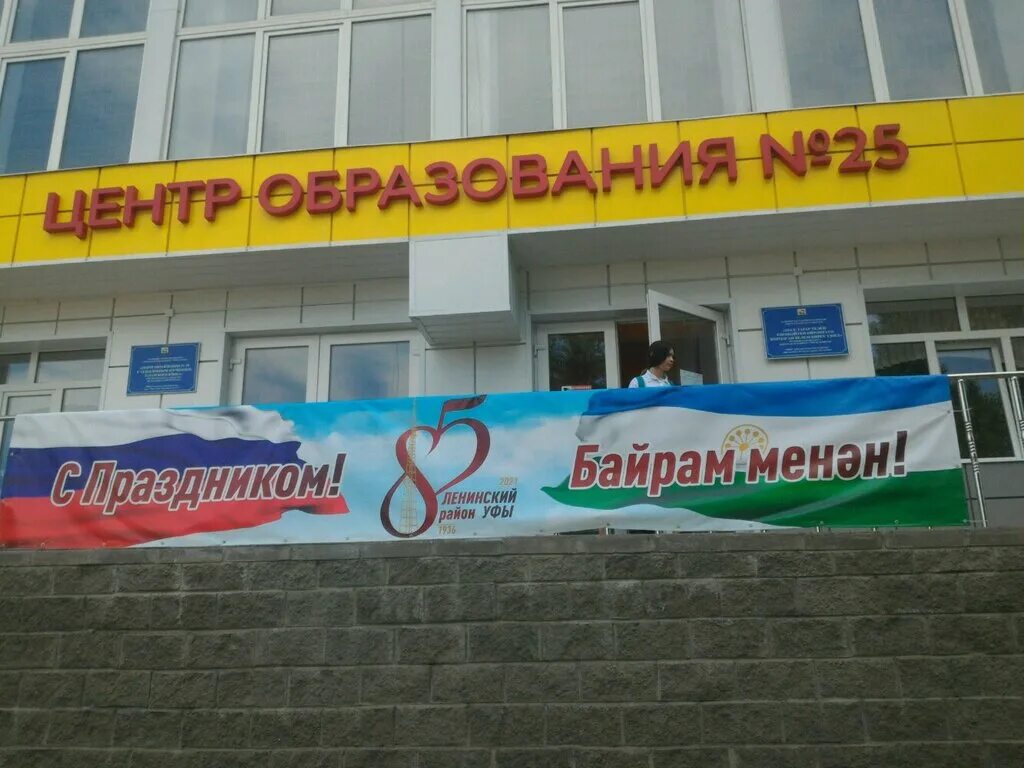 ЦЕНТР ОБРАЗОВАНИЯ №25
С Праздником!
85
2021
ЛЕНИНСКИЙ
район УФЫ
1936
Байрам менән!